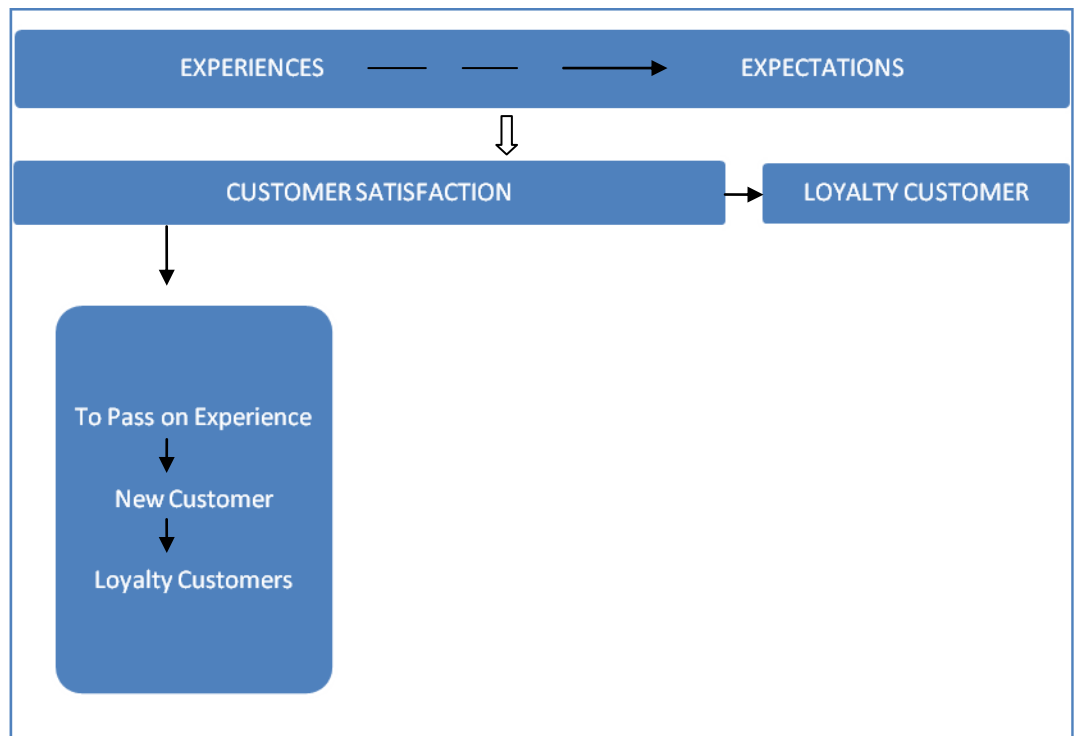 EXPERIENCES EXPECTATIONS
CUSTOMER SATISFACTION LOYALTY CUSTOMER
To Pass on Experience
New Customer
Loyalty Customers